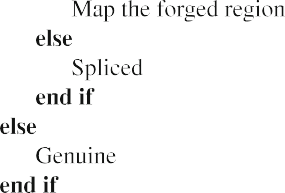 Map the forged region
else
Spliced
end if
else
Genuine
end if